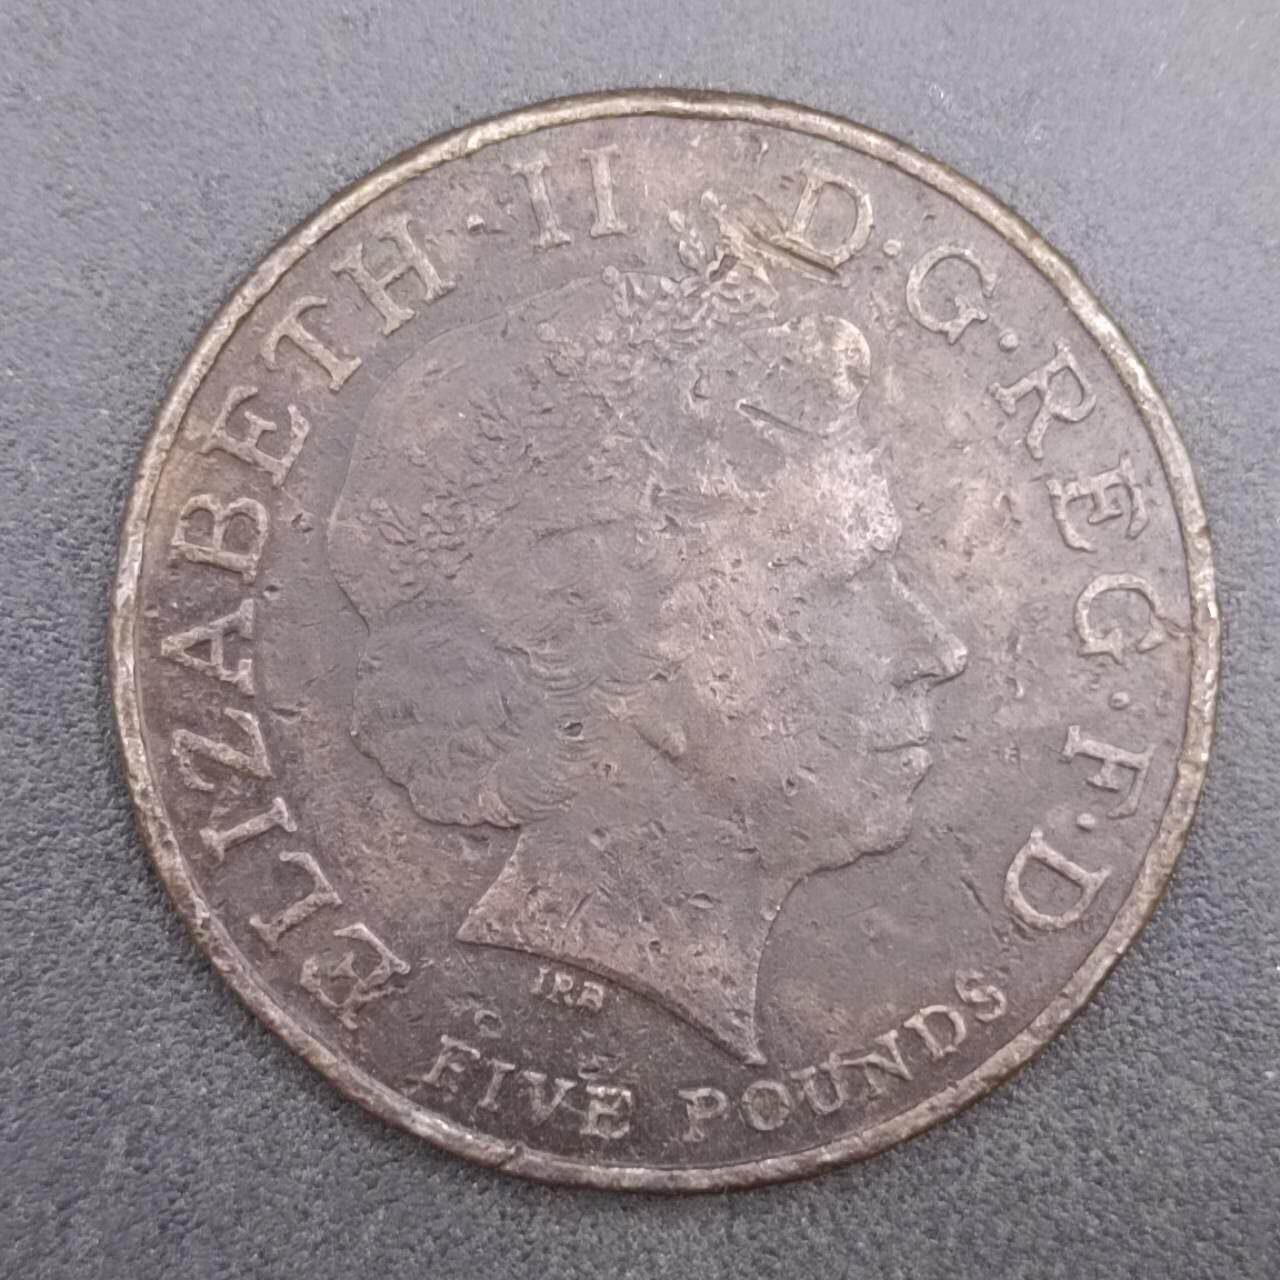 ELIZABETH · II D · G · REG · F · D
IRB
FIVE POUNDS